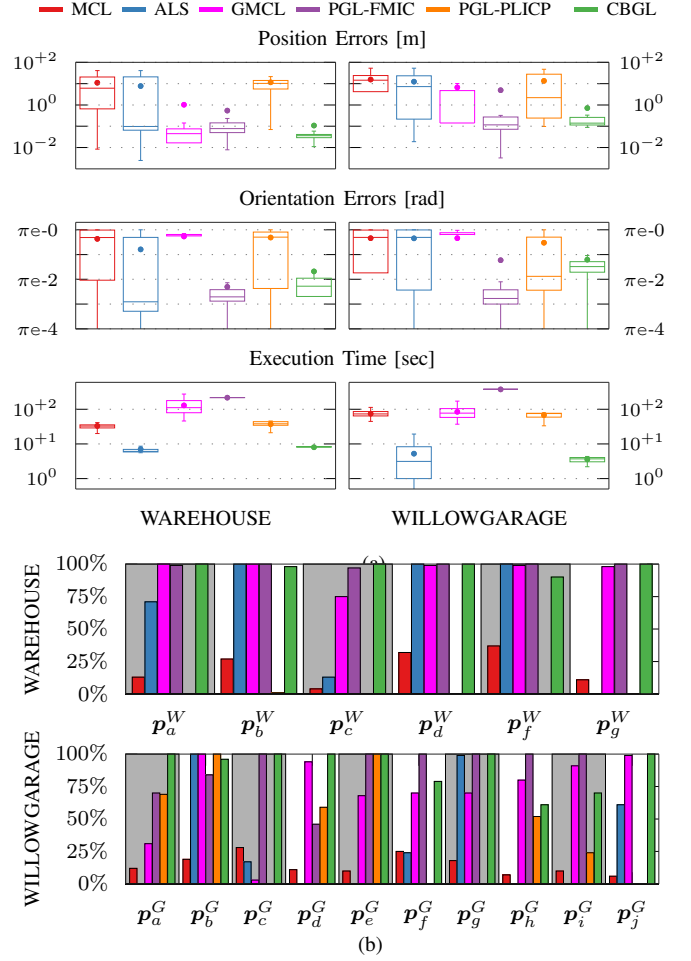 MCL ALS GMCL PGL-FMIC PGL-PLICP CBGL
Position Errors [m]
10^{+2} 10^{+2}
10^{0} 10^{0}
10^{-2} 10^{-2}
Orientation Errors [rad]
πe-0 πe-0
πe-2 πe-2
πe-4 πe-4
Execution Time [sec]
10^{+2} 10^{+2}
10^{+1} 10^{+1}
10^{0} 10^{0}
WAREHOUSE WILLOWGARAGE
(a)
WAREHOUSE
100%
75%
50%
25%
0%
p_a^W p_b^W p_c^W p_d^W p_f^W p_g^W
WILLOWGARAGE
100%
75%
50%
25%
0%
p_a^G p_b^G p_c^G p_d^G p_e^G p_f^G p_g^G p_h^G p_i^G p_j^G
(b)